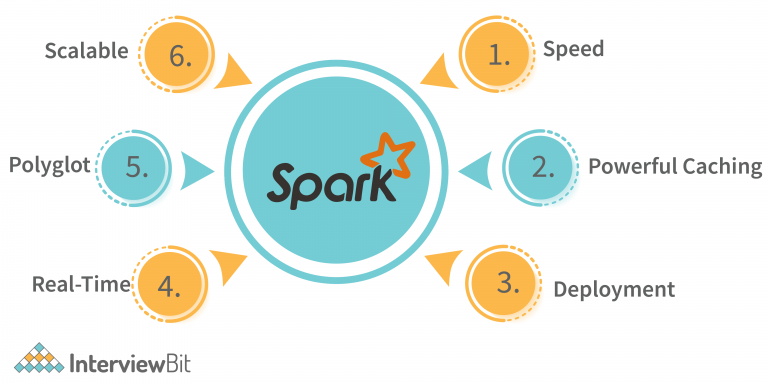 Scalable
6.
1.
Speed
Polyglot
5.
Spark
2.
Powerful Caching
Real-Time
4.
3.
Deployment
InterviewBit